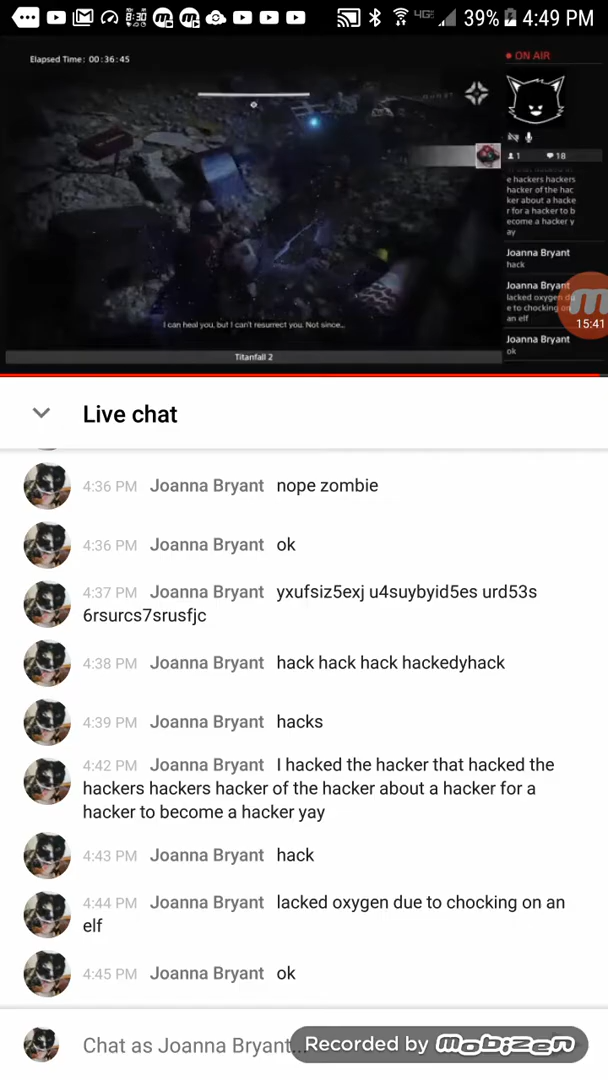 8:30
4G
39%
4:49 PM
Elapsed Time: 00:36:45
ON AIR
1
18
e hackers hackers
hacker of the hac
ker about a hacke
r for a hacker to b
ecome a hacker y
ay
Joanna Bryant
hack
Joanna Bryant
lacked oxygen du
e to chocking on
an elf
15:41
Joanna Bryant
ok
I can heal you, but I can't resurrect you. Not since...
Titanfall 2
Live chat
4:36 PM Joanna Bryant nope zombie
4:36 PM Joanna Bryant ok
4:37 PM Joanna Bryant yxufsiz5exj u4suybyid5es urd53s
6rsurcs7srusfjc
4:38 PM Joanna Bryant hack hack hack hackedyhack
4:39 PM Joanna Bryant hacks
4:42 PM Joanna Bryant I hacked the hacker that hacked the
hackers hackers hacker of the hacker about a hacker for a
hacker to become a hacker yay
4:43 PM Joanna Bryant hack
4:44 PM Joanna Bryant lacked oxygen due to chocking on an
elf
4:45 PM Joanna Bryant ok
Chat as Joanna Bryant...
Recorded by mobizen